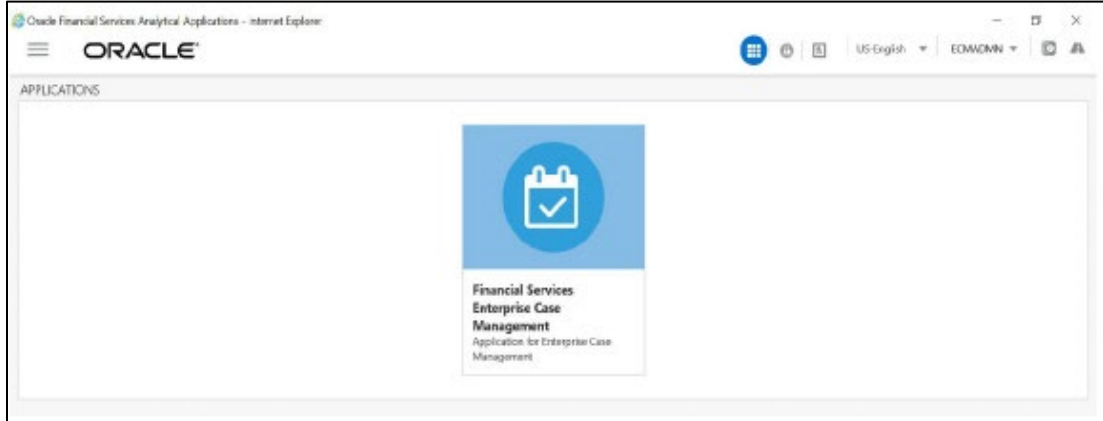 Oracle Financial Services Analytical Applications - Internet Explorer
ORACLE
US-English
ECMADMN
APPLICATIONS
Financial Services
Enterprise Case
Management
Application for Enterprise Case
Management